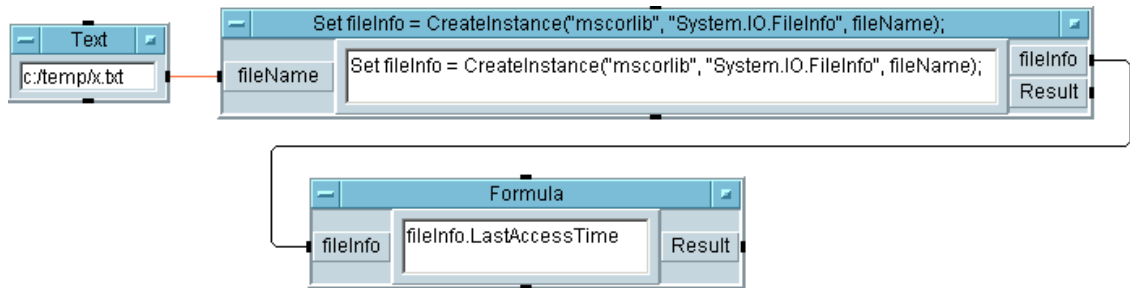 Text
c:/temp/x.txt
Set fileInfo = CreateInstance("mscorlib", "System.IO.FileInfo", fileName);
fileName
Set fileInfo = CreateInstance("mscorlib", "System.IO.FileInfo", fileName);
fileInfo
Result
Formula
fileInfo
fileInfo.LastAccessTime
Result